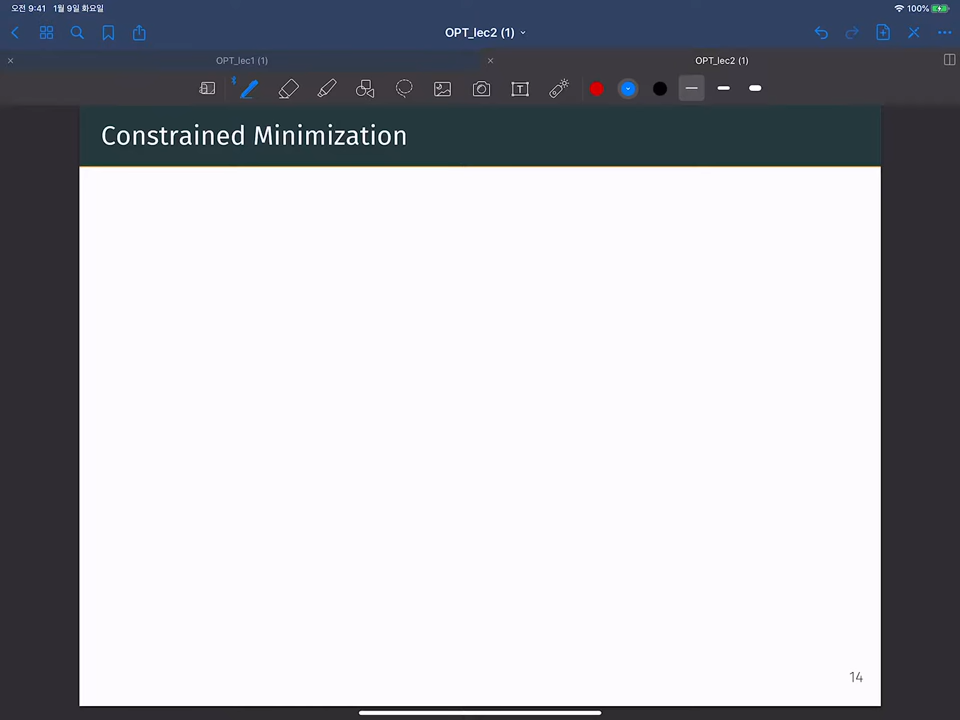 오전 9:41 1월 9일 화요일
100%
OPT_lec2 (1)
OPT_lec1 (1)
OPT_lec2 (1)
T
Constrained Minimization
14